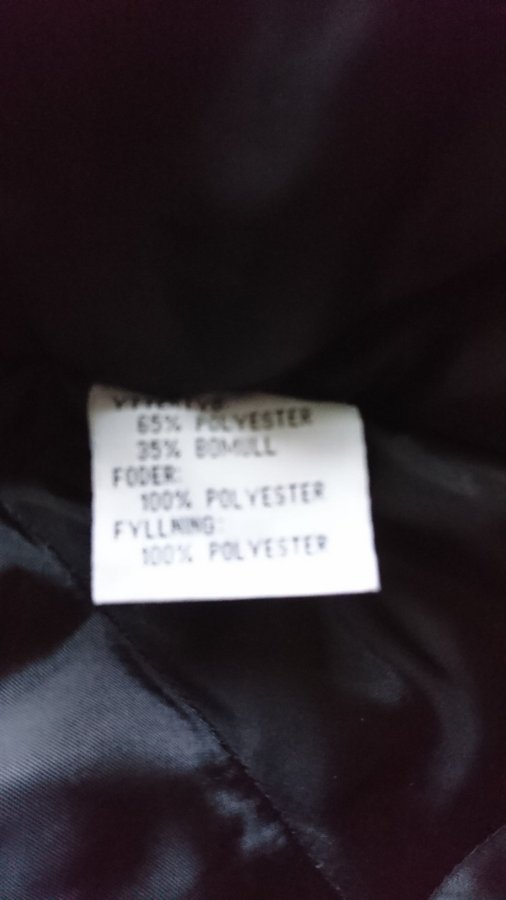 65% POLYESTER
35% BOMULL
FODER:
100% POLYESTER
FYLLNING:
100% POLYESTER